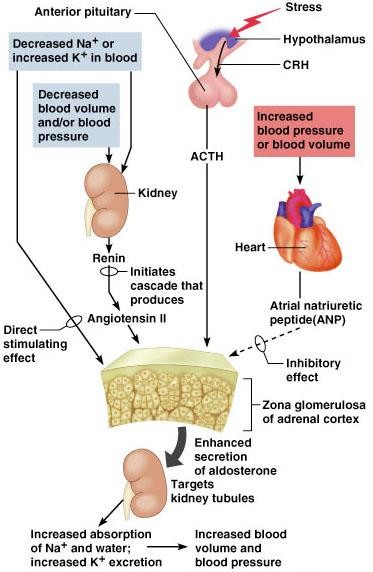 Anterior pituitary
Stress
Hypothalamus
CRH
Decreased Na+ or
increased K+ in blood
Decreased
blood volume
and/or blood
pressure
Increased
blood pressure
or blood volume
ACTH
Kidney
Heart
Renin
Initiates
cascade that
produces
Angiotensin II
Atrial natriuretic
peptide(ANP)
Direct
stimulating
effect
Inhibitory
effect
Zona glomerulosa
of adrenal cortex
Enhanced
secretion
of aldosterone
Targets
kidney tubules
Increased absorption
of Na+ and water;
increased K+ excretion
Increased blood
volume and
blood pressure